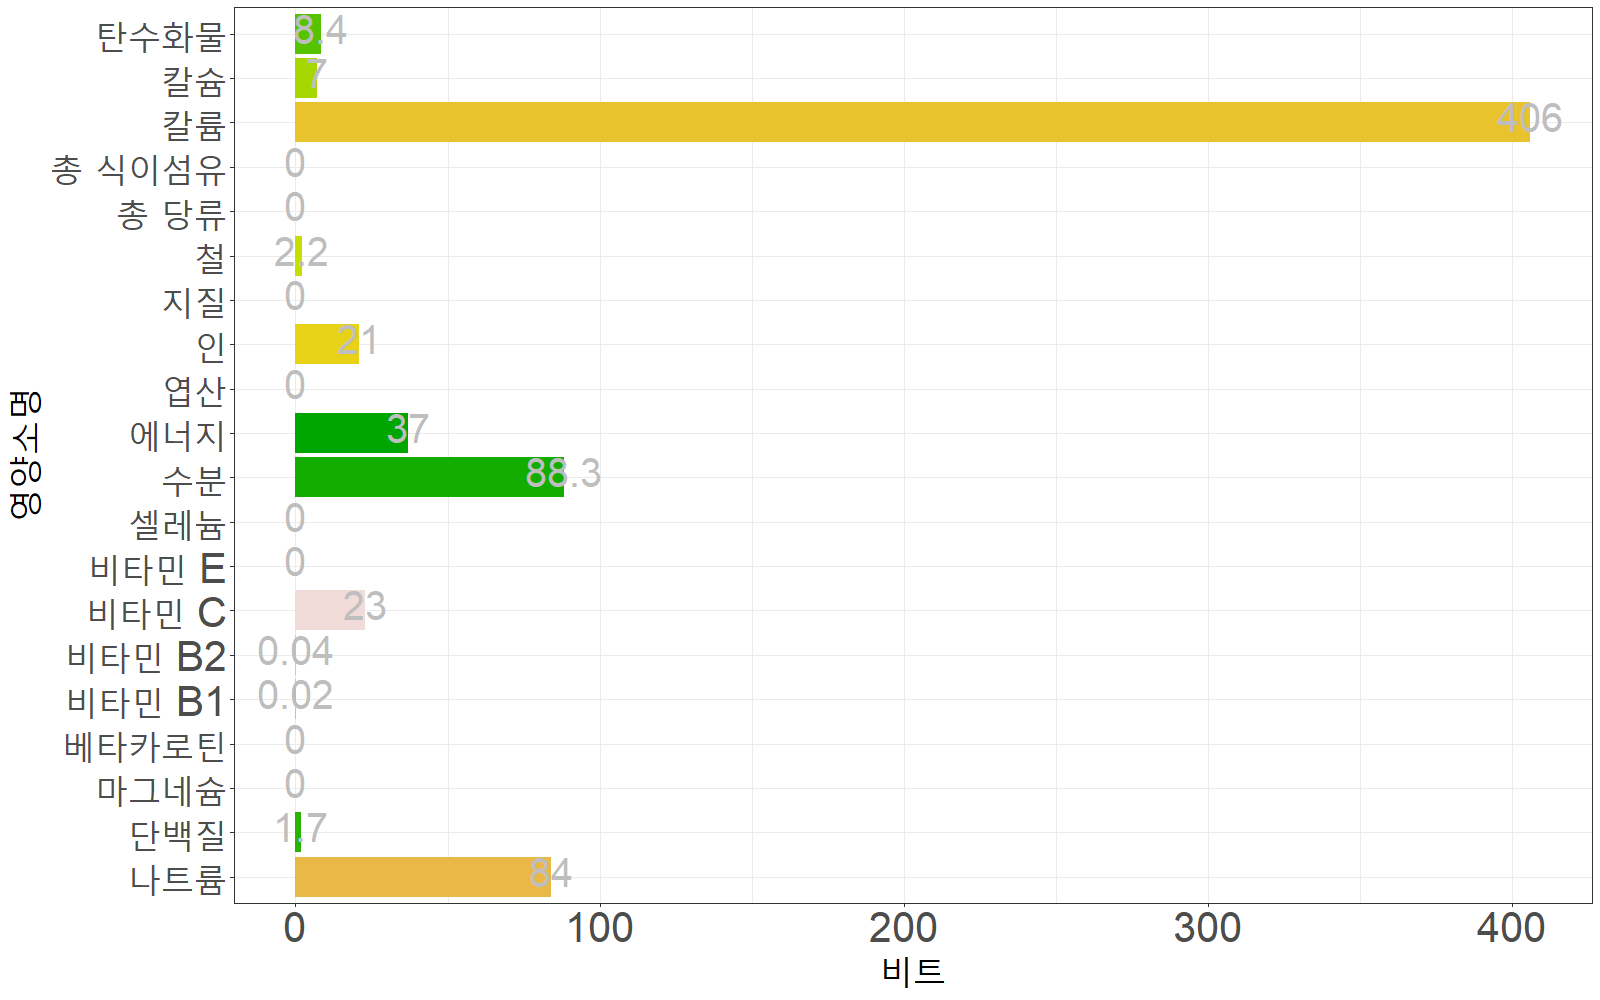 탄수화물 8.4
칼슘 7
칼륨 406
총 식이섬유 0
총 당류 0
철 2.2
지질 0
인 21
엽산 0
에너지 37
수분 88.3
셀레늄 0
비타민 E 0
비타민 C 23
비타민 B2 0.04
비타민 B1 0.02
베타카로틴 0
마그네슘 0
단백질 1.7
나트륨 84
영양소명
0 100 200 300 400
비트